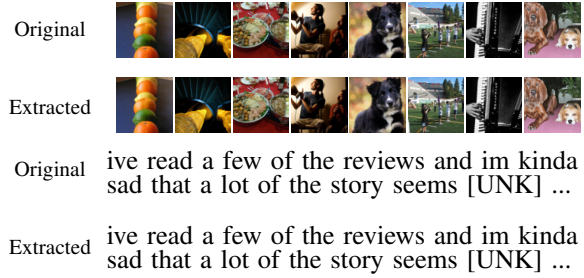 Original
Extracted
Original
ive read a few of the reviews and im kinda
sad that a lot of the story seems [UNK] ...
Extracted
ive read a few of the reviews and im kinda
sad that a lot of the story seems [UNK] ...